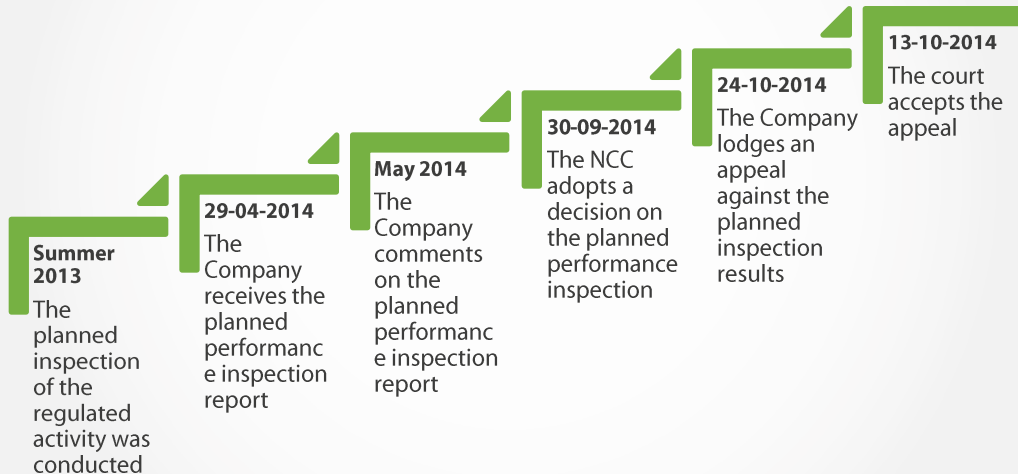 Summer
2013
The
planned
inspection
of the
regulated
activity was
conducted
29-04-2014
The
Company
receives the
planned
performanc
e inspection
report
May 2014
The
Company
comments
on the
planned
performanc
e inspection
report
30-09-2014
The NCC
adopts a
decision on
the planned
performance
inspection
24-10-2014
The Company
lodges an
appeal
against the
planned
inspection
results
13-10-2014
The court
accepts the
appeal